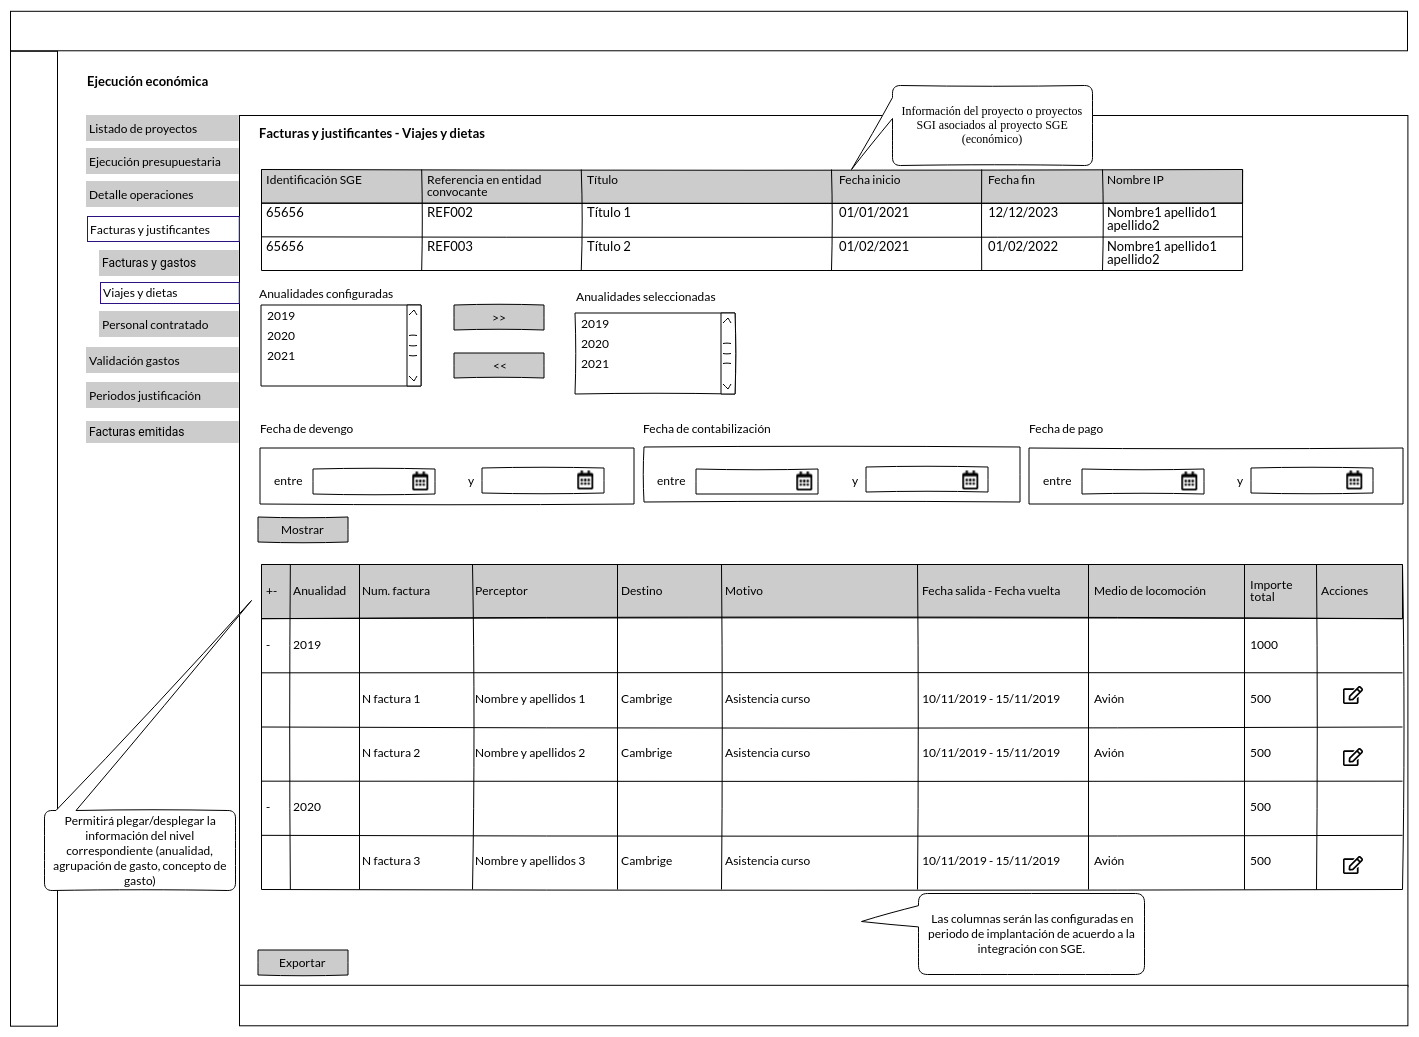 Ejecución económica
Listado de proyectos
Ejecución presupuestaria
Detalle operaciones
Facturas y justificantes
Facturas y gastos
Viajes y dietas
Personal contratado
Validación gastos
Periodos justificación
Facturas emitidas
Información del proyecto o proyectos
SGI asociados al proyecto SGE
(económico)
Facturas y justificantes - Viajes y dietas
Identificación SGE Referencia en entidad convocante Título Fecha inicio Fecha fin Nombre IP
65656 REF002 Título 1 01/01/2021 12/12/2023 Nombre1 apellido1 apellido2
65656 REF003 Título 2 01/02/2021 01/02/2022 Nombre1 apellido1 apellido2
Anualidades configuradas
2019
2020
2021
>>
<<
Anualidades seleccionadas
2019
2020
2021
Fecha de devengo
entre y
Fecha de contabilización
entre y
Fecha de pago
entre y
Mostrar
+- Anualidad Num. factura Perceptor Destino Motivo Fecha salida - Fecha vuelta Medio de locomoción Importe total Acciones
- 2019 1000
N factura 1 Nombre y apellidos 1 Cambrige Asistencia curso 10/11/2019 - 15/11/2019 Avión 500
N factura 2 Nombre y apellidos 2 Cambrige Asistencia curso 10/11/2019 - 15/11/2019 Avión 500
- 2020 500
N factura 3 Nombre y apellidos 3 Cambrige Asistencia curso 10/11/2019 - 15/11/2019 Avión 500
Permitirá plegar/desplegar la
información del nivel
correspondiente (anualidad,
agrupación de gasto, concepto de
gasto)
Las columnas serán las configuradas en
periodo de implantación de acuerdo a la
integración con SGE.
Exportar